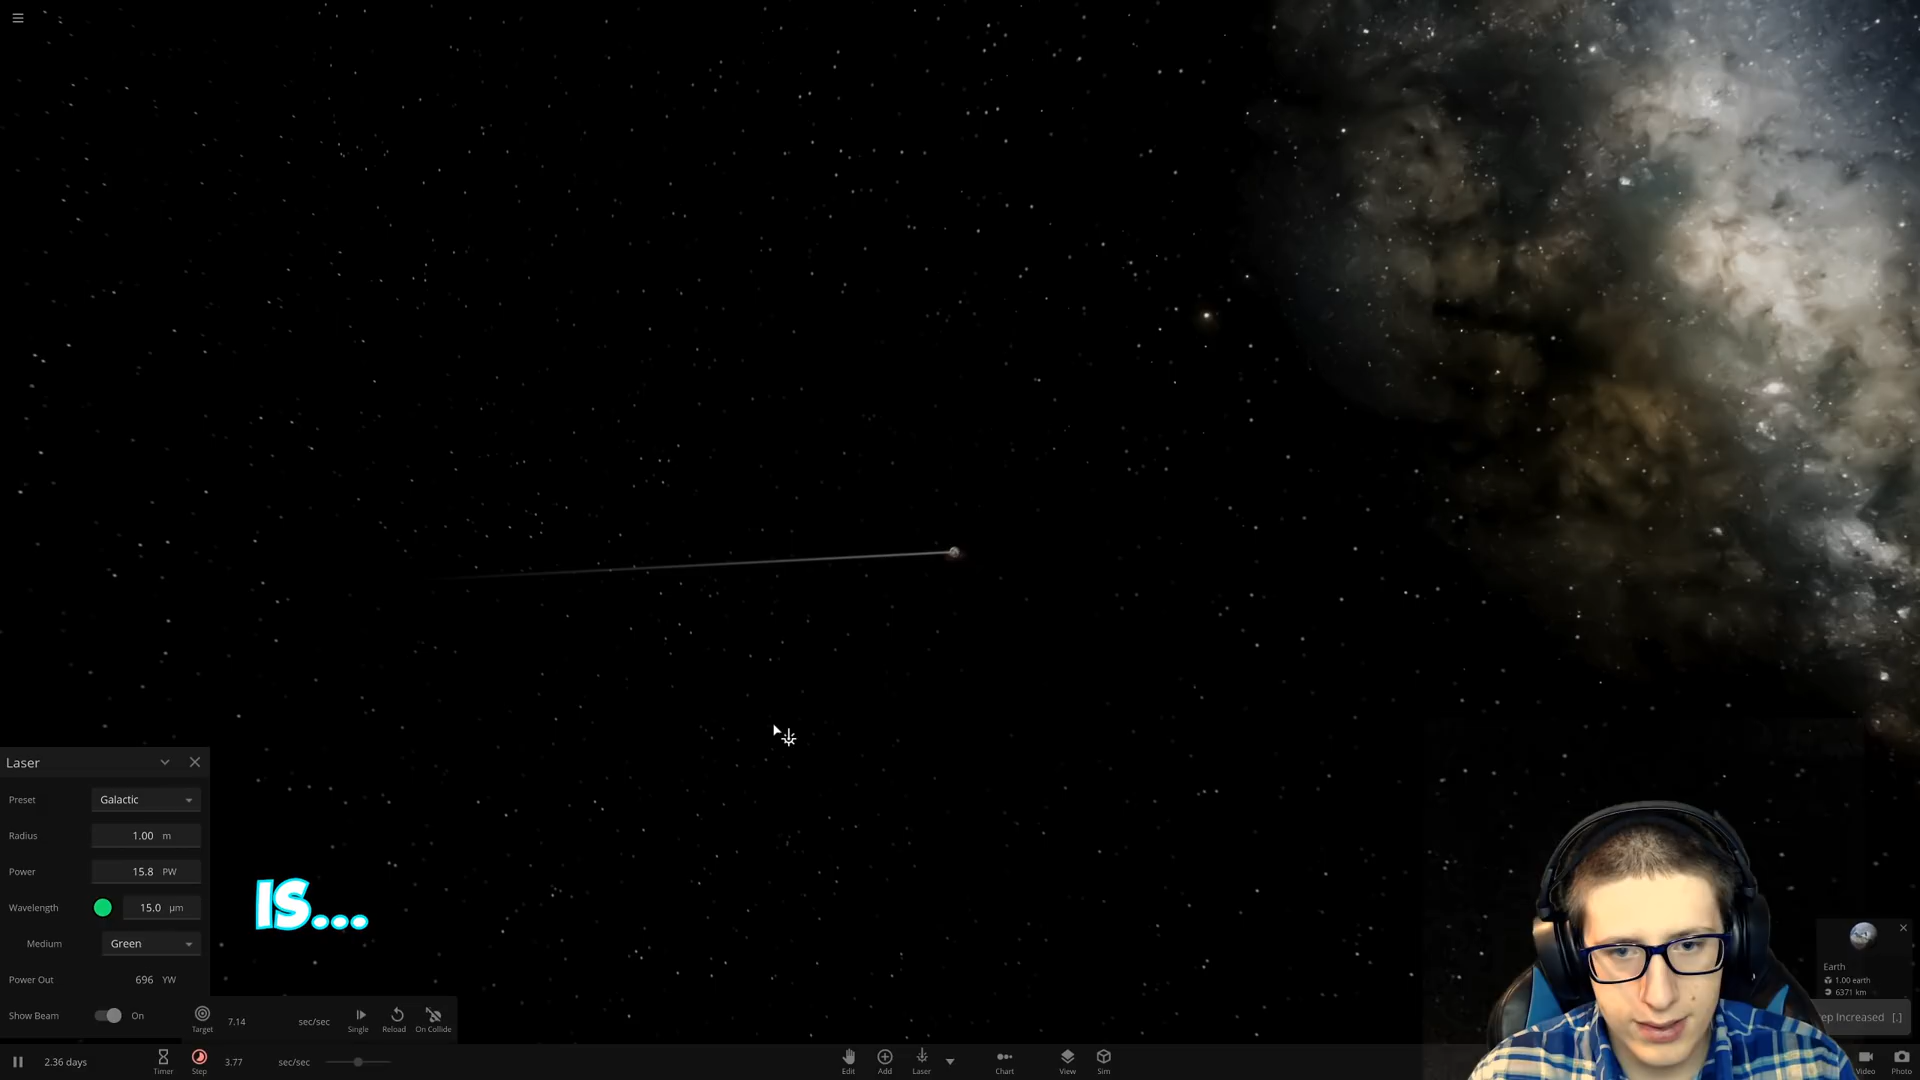 Laser
Preset Galactic
Radius 1.00 m
Power 15.8 PW
Wavelength 15.0 μm
Medium Green
Power Out 696 YW
Show Beam On
IS...
Target 7.14 sec/sec Single Reload On Collide
2.36 days Timer Step 3.77 sec/sec
Edit Add Laser Chart View Sim
Earth
1.00 earth
6371 km
ep Increased [.]
Video Photo